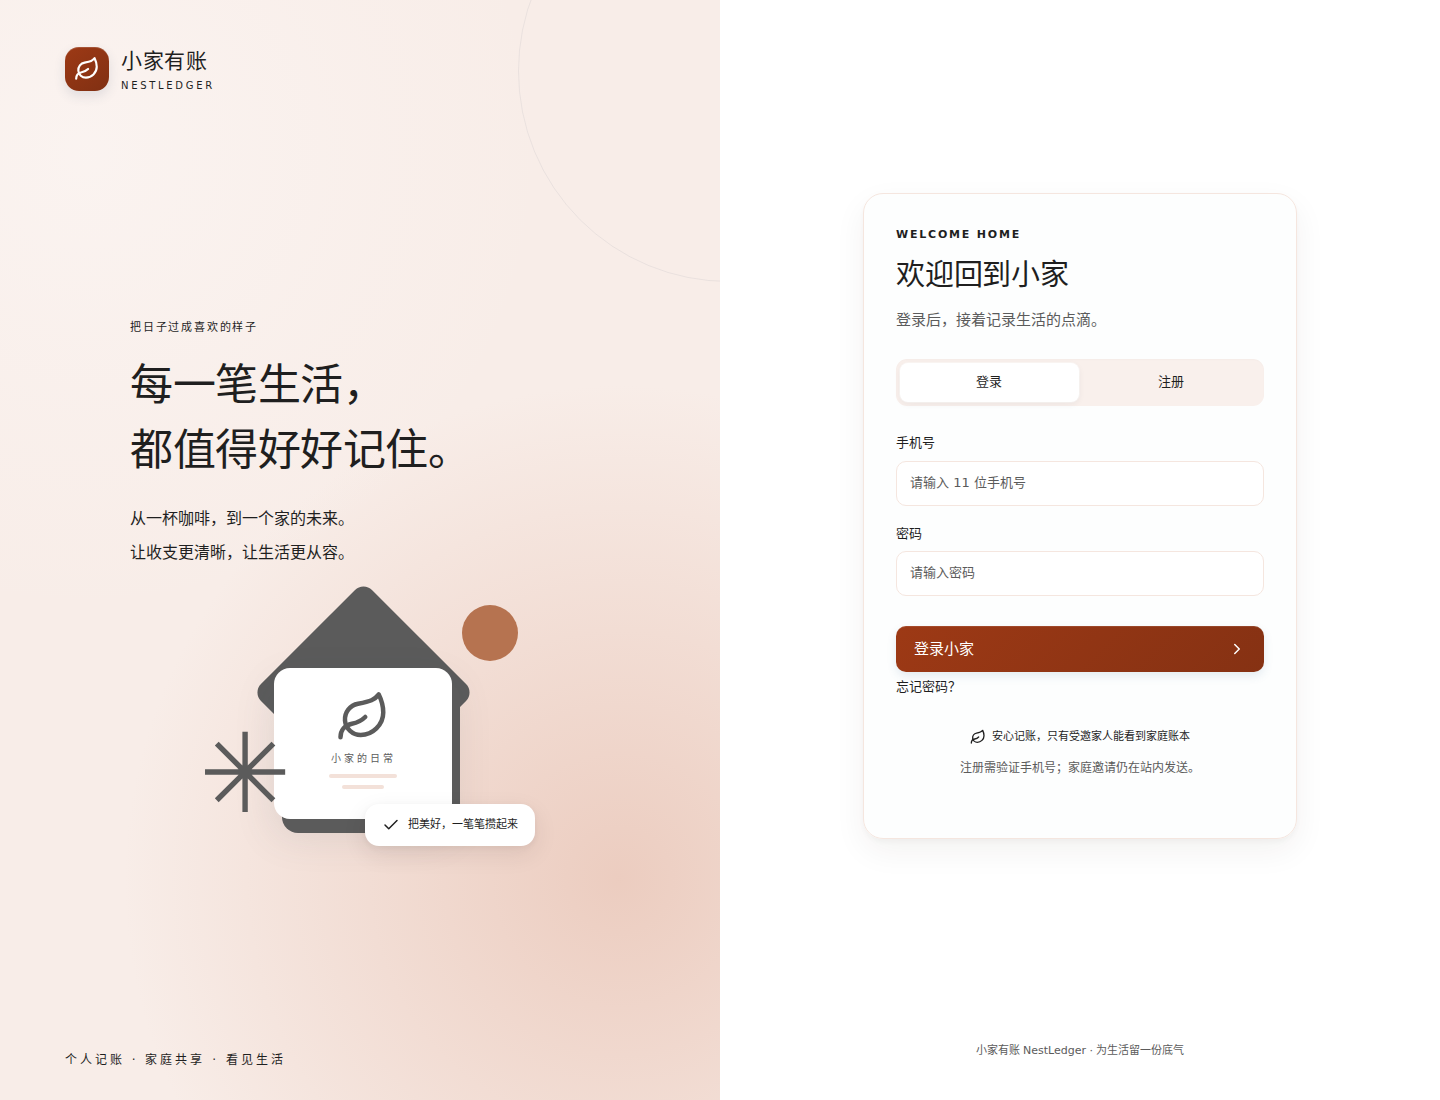 小家有账
NESTLEDGER
把日子过成喜欢的样子
每一笔生活，
都值得好好记住。
从一杯咖啡，到一个家的未来。
让收支更清晰，让生活更从容。
小家的日常
把美好，一笔笔攒起来
个人记账 · 家庭共享 · 看见生活
WELCOME HOME
欢迎回到小家
登录后，接着记录生活的点滴。
登录 注册
手机号
请输入 11 位手机号
密码
请输入密码
登录小家
忘记密码？
安心记账，只有受邀家人能看到家庭账本
注册需验证手机号；家庭邀请仍在站内发送。
小家有账 NestLedger · 为生活留一份底气